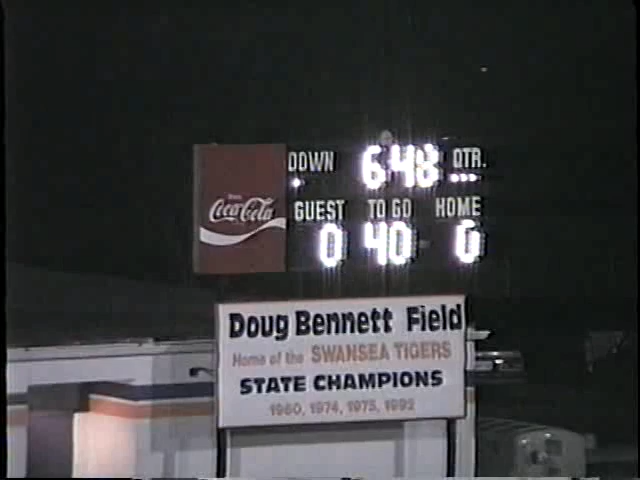 DOWN 6:48 QTR.
GUEST TO GO HOME
0 40 0
Coca-Cola
Doug Bennett Field
Home of the SWANSEA TIGERS
STATE CHAMPIONS
1960, 1974, 1975, 1992